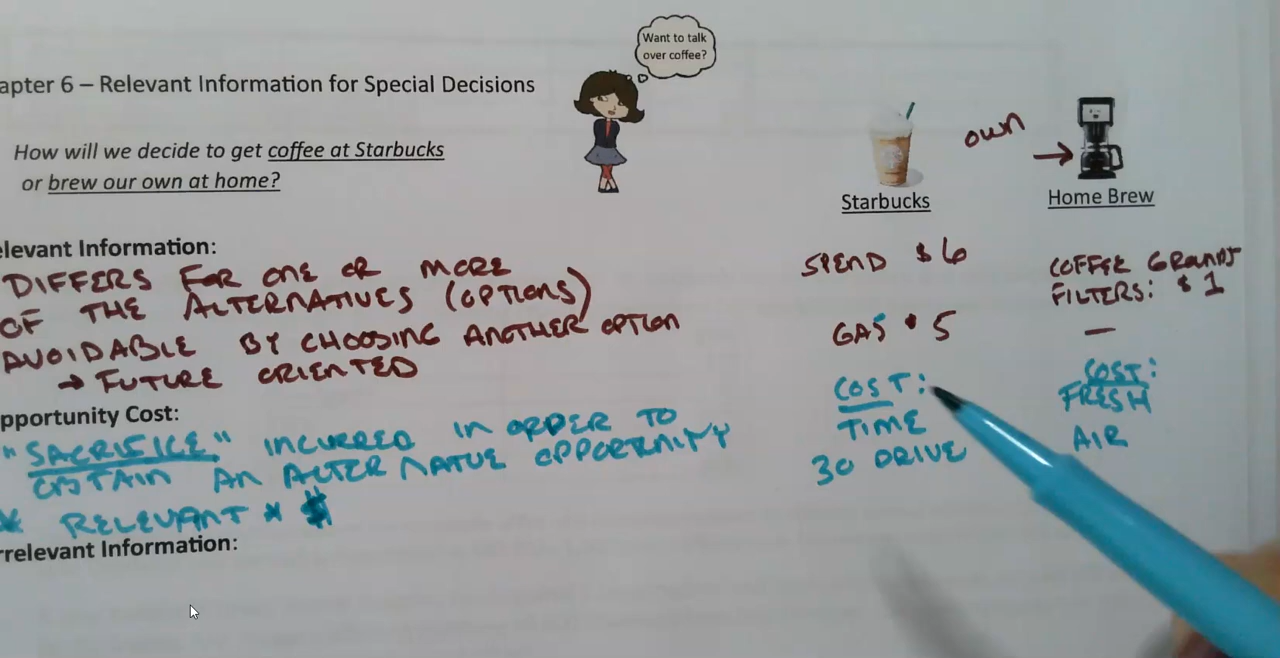 Want to talk
over coffee?
apter 6 – Relevant Information for Special Decisions
How will we decide to get coffee at Starbucks
or brew our own at home?
OWN
Starbucks
Home Brew
elevant Information:
DIFFERS FOR ONE OR MORE
OF THE ALTERNATIVES (OPTIONS)
AVOIDABLE BY CHOOSING ANOTHER OPTION
→ FUTURE ORIENTED
SPEND $6
COFFEE GROUNDS
FILTERS: $1
GAS $5
—
pportunity Cost:
"SACRIFICE" INCURRED IN ORDER TO
OBTAIN AN ALTERNATIVE OPPORTNITY
* RELEVANT * $
COST:
TIME
30 DRIVE
COST:
FRESH
AIR
rrelevant Information: